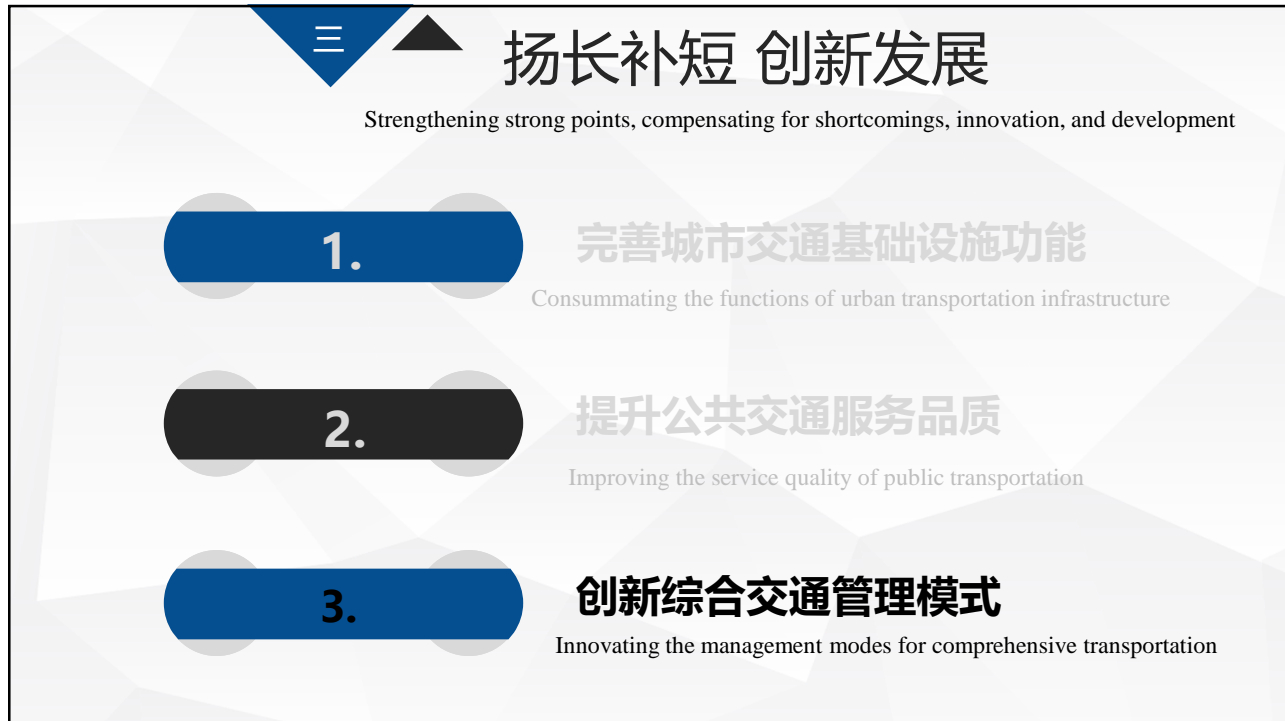 三
扬长补短 创新发展
Strengthening strong points, compensating for shortcomings, innovation, and development
1.
完善城市交通基础设施功能
Consummating the functions of urban transportation infrastructure
2.
提升公共交通服务品质
Improving the service quality of public transportation
3.
创新综合交通管理模式
Innovating the management modes for comprehensive transportation